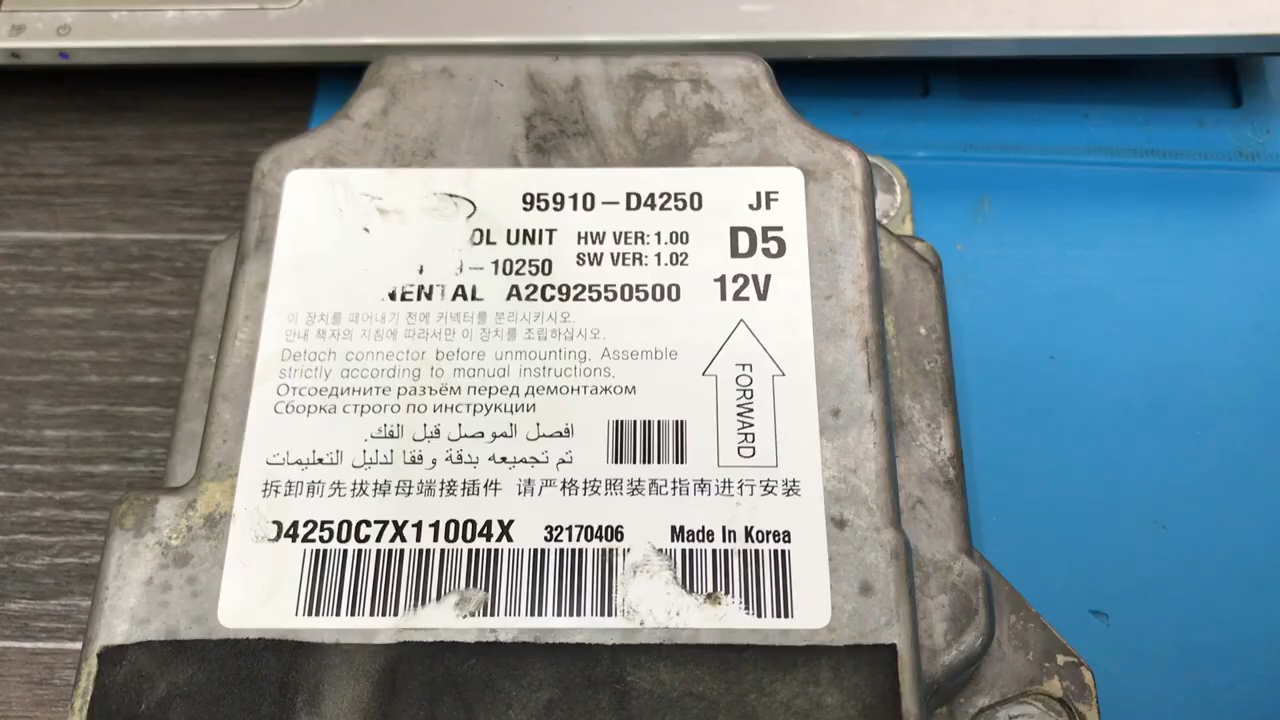 95910-D4250 JF
UNIT HW VER: 1.00 D5
-10250 SW VER: 1.02
A2C92550500 12V
이 장치를 떼어내기 전에 커넥터를 분리시키시오.
안내 책자의 지침에 따라서만 이 장치를 조립하십시오.
Detach connector before unmounting, Assemble
strictly according to manual instructions,
Отсоедините разъём перед демонтажом
Сборка строго по инструкции
افصل الموصل قبل الفك.
تم تجميعه بدقة وفقا لدليل التعليمات
FORWARD
拆卸前先拔掉母端接插件 请严格按照装配指南进行安装
D4250C7X11004X 32170406 Made In Korea